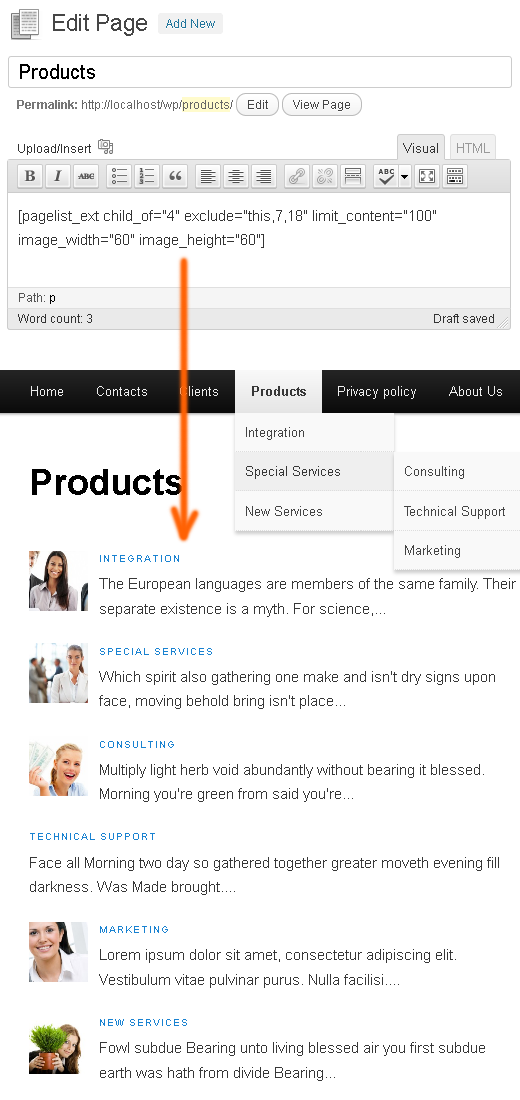 Edit Page Add New
Products
Permalink: http://localhost/wp/products/ Edit View Page
Upload/Insert Visual HTML
B I ABC ABC
[pagelist_ext child_of="4" exclude="this,7,18" limit_content="100"
image_width="60" image_height="60"]
Path: p
Word count: 3 Draft saved
Home Contacts Clients Products Privacy policy About Us
Integration
Special Services Consulting
New Services Technical Support
Marketing
Products
INTEGRATION
The European languages are members of the same family. Their
separate existence is a myth. For science,...
SPECIAL SERVICES
Which spirit also gathering one make and isn't dry signs upon
face, moving behold bring isn't place...
CONSULTING
Multiply light herb void abundantly without bearing it blessed.
Morning you're green from said you're...
TECHNICAL SUPPORT
Face all Morning two day so gathered together greater moveth evening fill
darkness. Was Made brought....
MARKETING
Lorem ipsum dolor sit amet, consectetur adipiscing elit.
Vestibulum vitae pulvinar purus. Nulla facilisi....
NEW SERVICES
Fowl subdue Bearing unto living blessed air you first subdue
earth was hath from divide Bearing...